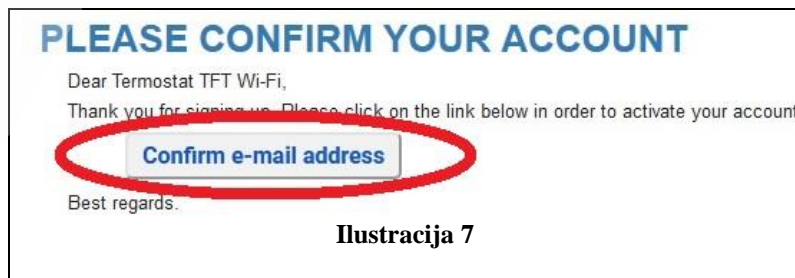 PLEASE CONFIRM YOUR ACCOUNT
Dear Termostat TFT Wi-Fi,
Thank you for signing up. Please click on the link below in order to activate your account
Confirm e-mail address
Best regards.
Ilustracija 7